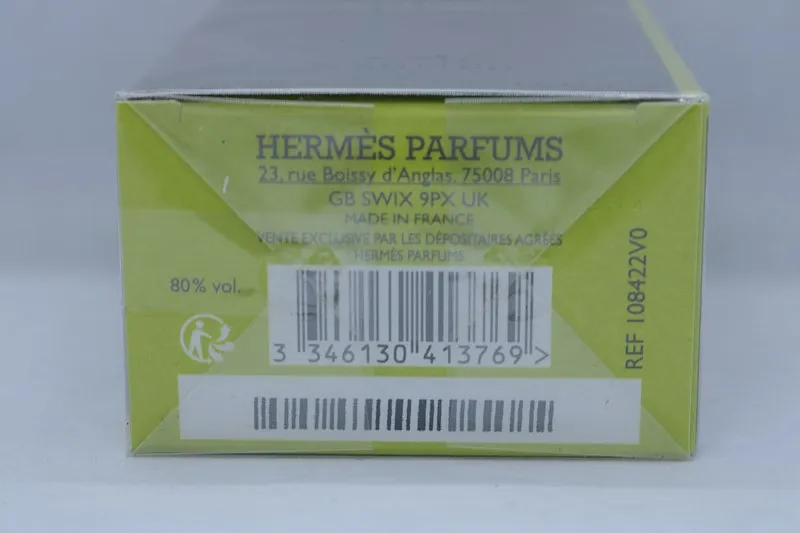 HERMÈS PARFUMS
23, rue Boissy d'Anglas, 75008 Paris
GB SWIX 9PX UK
MADE IN FRANCE
VENTE EXCLUSIVE PAR LES DÉPOSITAIRES AGRÉÉS
HERMÈS PARFUMS
80% vol.
3 346130 413769 >
REF 108422V0